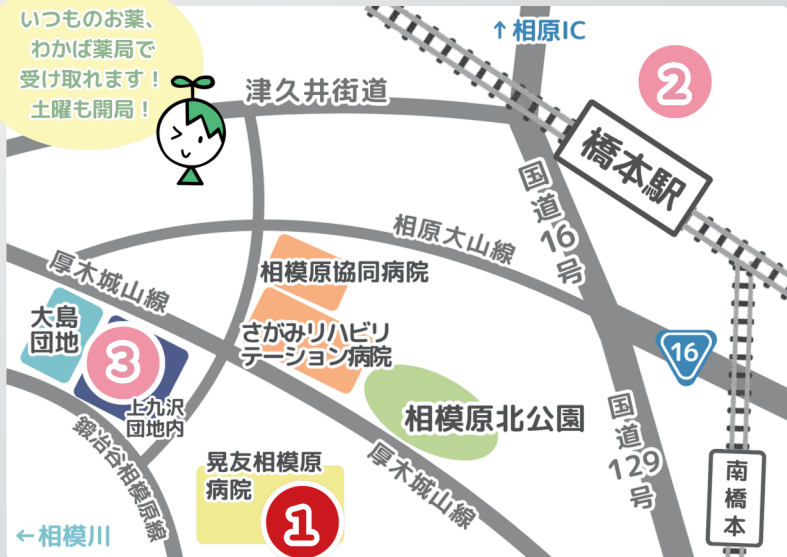 いつものお薬、
わかば薬局で
受け取れます！
土曜も開局！
↑相原IC
津久井街道
2
橋本駅
国道16号
相原大山線
厚木城山線
相模原協同病院
大島
団地
3
さがみリハビリ
テーション病院
16
上九沢
団地内
相模原北公園
国道129号
鍛冶谷相模原線
晃友相模原
病院
1
厚木城山線
南橋本
←相模川